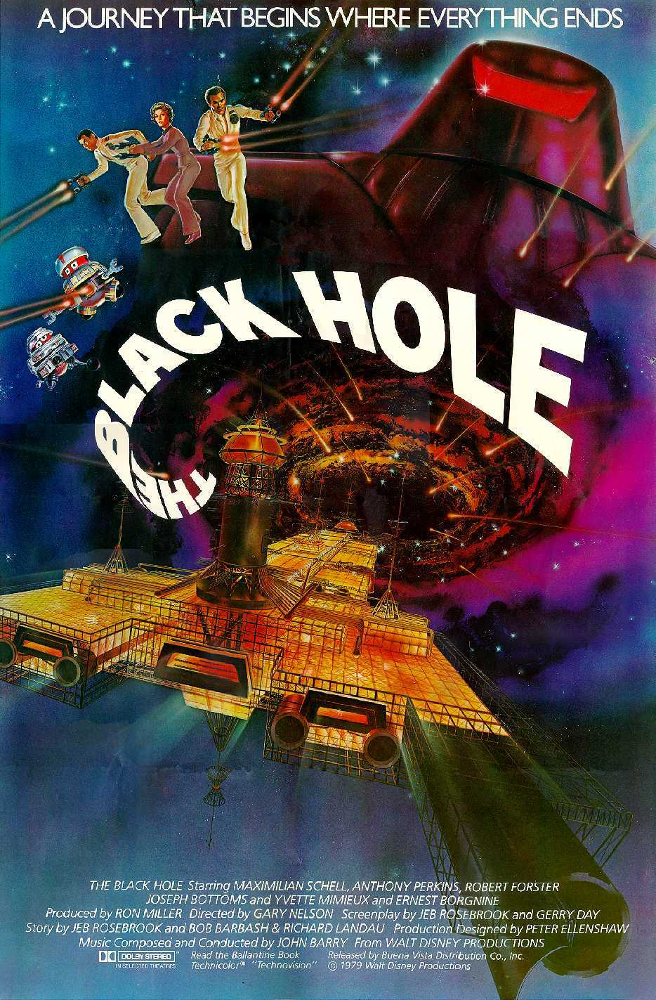 A JOURNEY THAT BEGINS WHERE EVERYTHING ENDS
THE BLACK HOLE
THE BLACK HOLE Starring MAXIMILIAN SCHELL, ANTHONY PERKINS, ROBERT FORSTER
JOSEPH BOTTOMS and YVETTE MIMIEUX and ERNEST BORGNINE
Produced by RON MILLER Directed by GARY NELSON Screenplay by JEB ROSEBROOK and GERRY DAY
Story by JEB ROSEBROOK and BOB BARBASH & RICHARD LANDAU Production Designed by PETER ELLENSHAW
Music Composed and Conducted by JOHN BARRY From WALT DISNEY PRODUCTIONS
DOLBY STEREO™ Read the Ballantine Book Released by Buena Vista Distribution Co., Inc.
IN SELECTED THEATRES Technicolor® "Technovision" © 1979 Walt Disney Productions